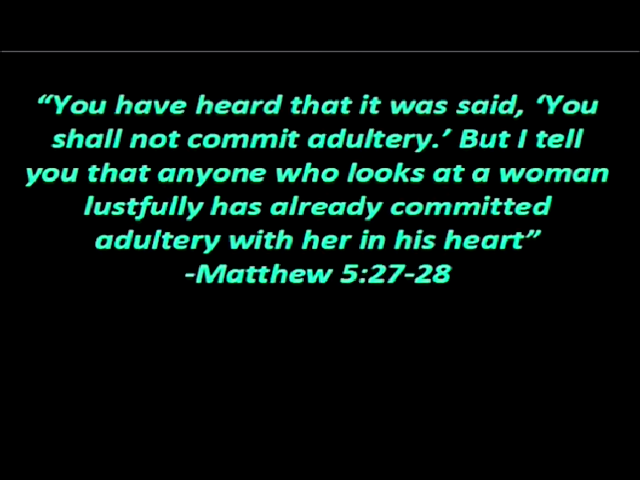 “You have heard that it was said, ‘You
shall not commit adultery.’ But I tell
you that anyone who looks at a woman
lustfully has already committed
adultery with her in his heart”
-Matthew 5:27-28